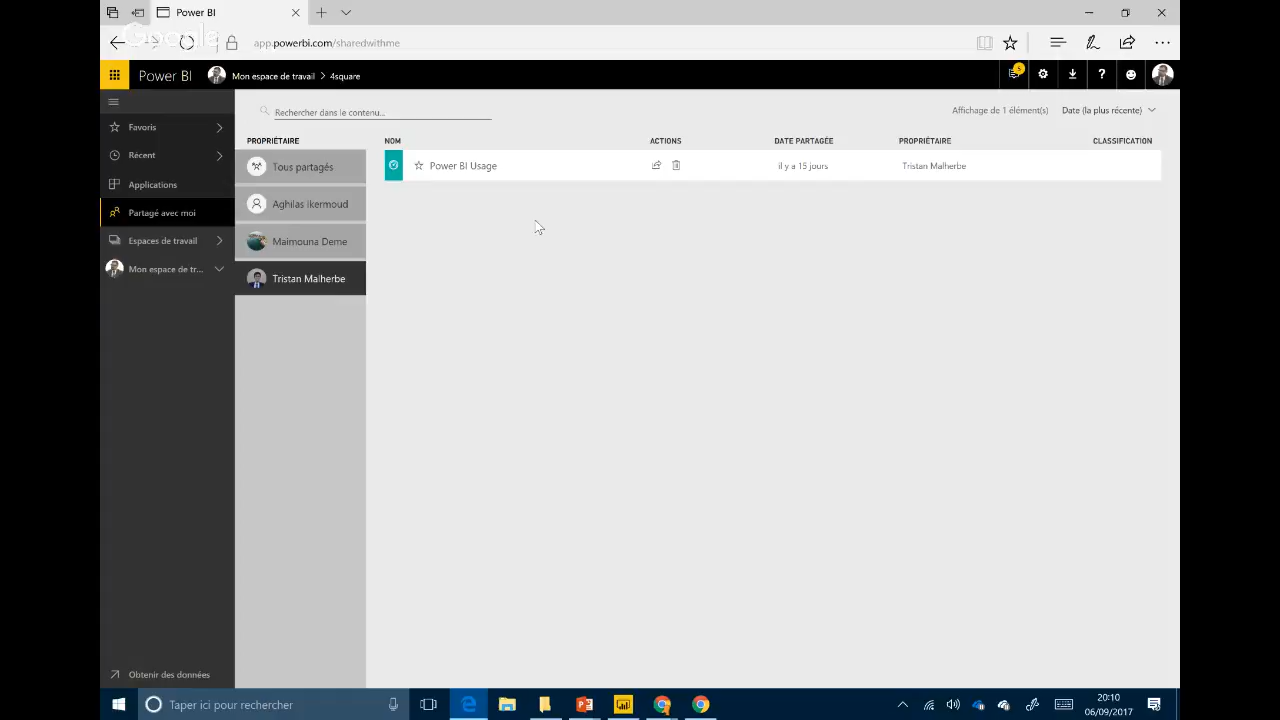 Power BI
Google
app.powerbi.com/sharedwithme
Power BI
Mon espace de travail > 4square
5
Favoris
Récent
Applications
Partagé avec moi
Espaces de travail
Mon espace de tr...
Obtenir des données
Rechercher dans le contenu...
Affichage de 1 élément(s)
Date (la plus récente)
PROPRIÉTAIRE
Tous partagés
Aghilas Ikermoud
Maimouna Deme
Tristan Malherbe
NOM ACTIONS DATE PARTAGÉE PROPRIÉTAIRE CLASSIFICATION
Power BI Usage il y a 15 jours Tristan Malherbe
Taper ici pour rechercher
20:10
06/09/2017